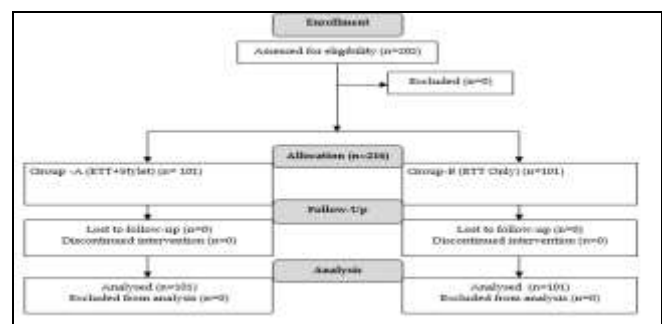 Enrollment
Assessed for eligibility (n=202)
Excluded (n=0)
Allocation (n=216)
Group -A (ETT+Stylet) (n= 101)
Group-B (ETT Only) (n=101)
Follow-Up
Lost to follow-up (n=0)
Discontinued intervention (n=0)
Lost to follow-up (n=0)
Discontinued intervention (n=0)
Analysis
Analysed (n=101)
Excluded from analysis (n=0)
Analysed (n=101)
Excluded from analysis (n=0)